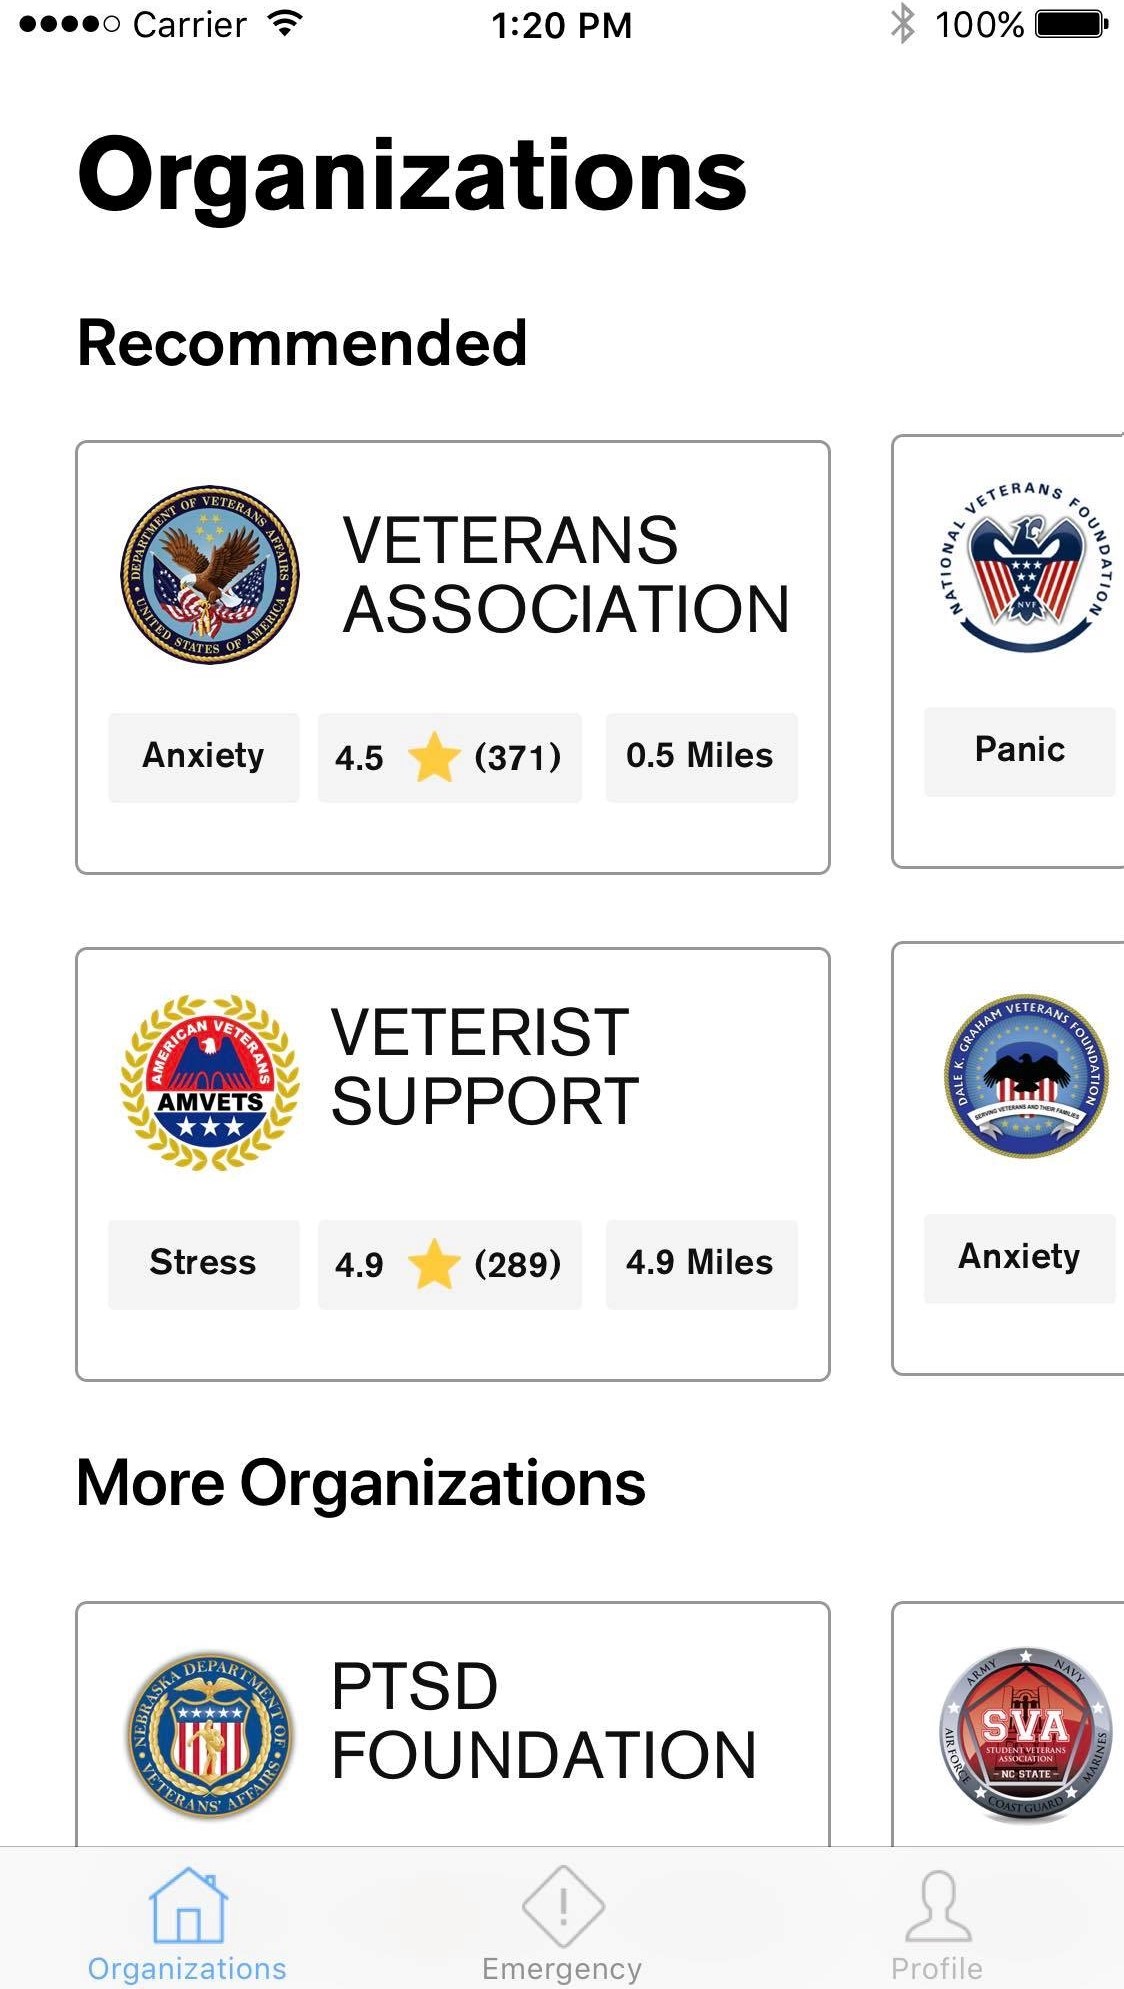 Carrier 1:20 PM 100%
Organizations
Recommended
DEPARTMENT OF VETERANS AFFAIRS
UNITED STATES OF AMERICA
VETERANS
ASSOCIATION
NATIONAL VETERANS FOUNDATION
NVF
Anxiety 4.5 (371) 0.5 Miles
Panic
AMERICAN VETERANS
AMVETS
VETERIST
SUPPORT
DALE K. GRAHAM VETERANS FOUNDATION
SERVING VETERANS AND THEIR FAMILIES
Stress 4.9 (289) 4.9 Miles
Anxiety
More Organizations
NEBRASKA DEPARTMENT OF
VETERANS' AFFAIRS
PTSD
FOUNDATION
ARMY NAVY
SVA
STUDENT VETERANS
ASSOCIATION
- NC STATE -
AIR FORCE MARINES
COAST GUARD
Organizations Emergency Profile